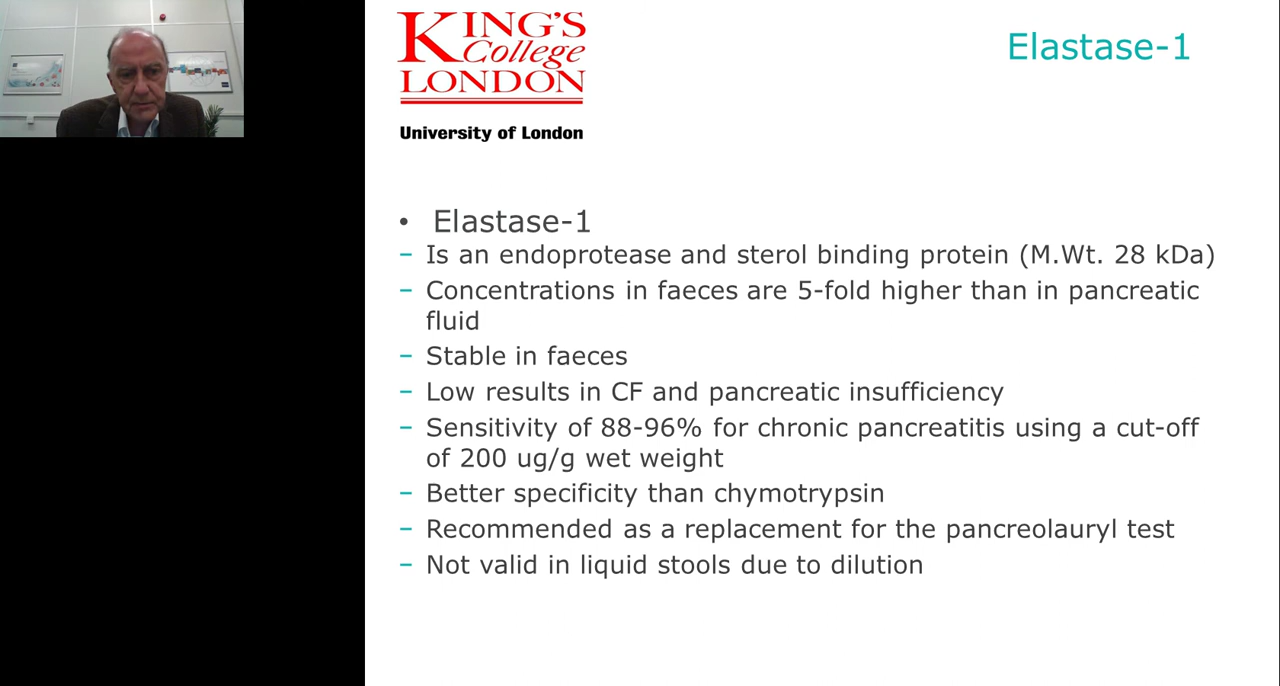 KING'S
College
LONDON
University of London
Elastase-1
• Elastase-1
– Is an endoprotease and sterol binding protein (M.Wt. 28 kDa)
– Concentrations in faeces are 5-fold higher than in pancreatic
fluid
– Stable in faeces
– Low results in CF and pancreatic insufficiency
– Sensitivity of 88-96% for chronic pancreatitis using a cut-off
of 200 ug/g wet weight
– Better specificity than chymotrypsin
– Recommended as a replacement for the pancreolauryl test
– Not valid in liquid stools due to dilution